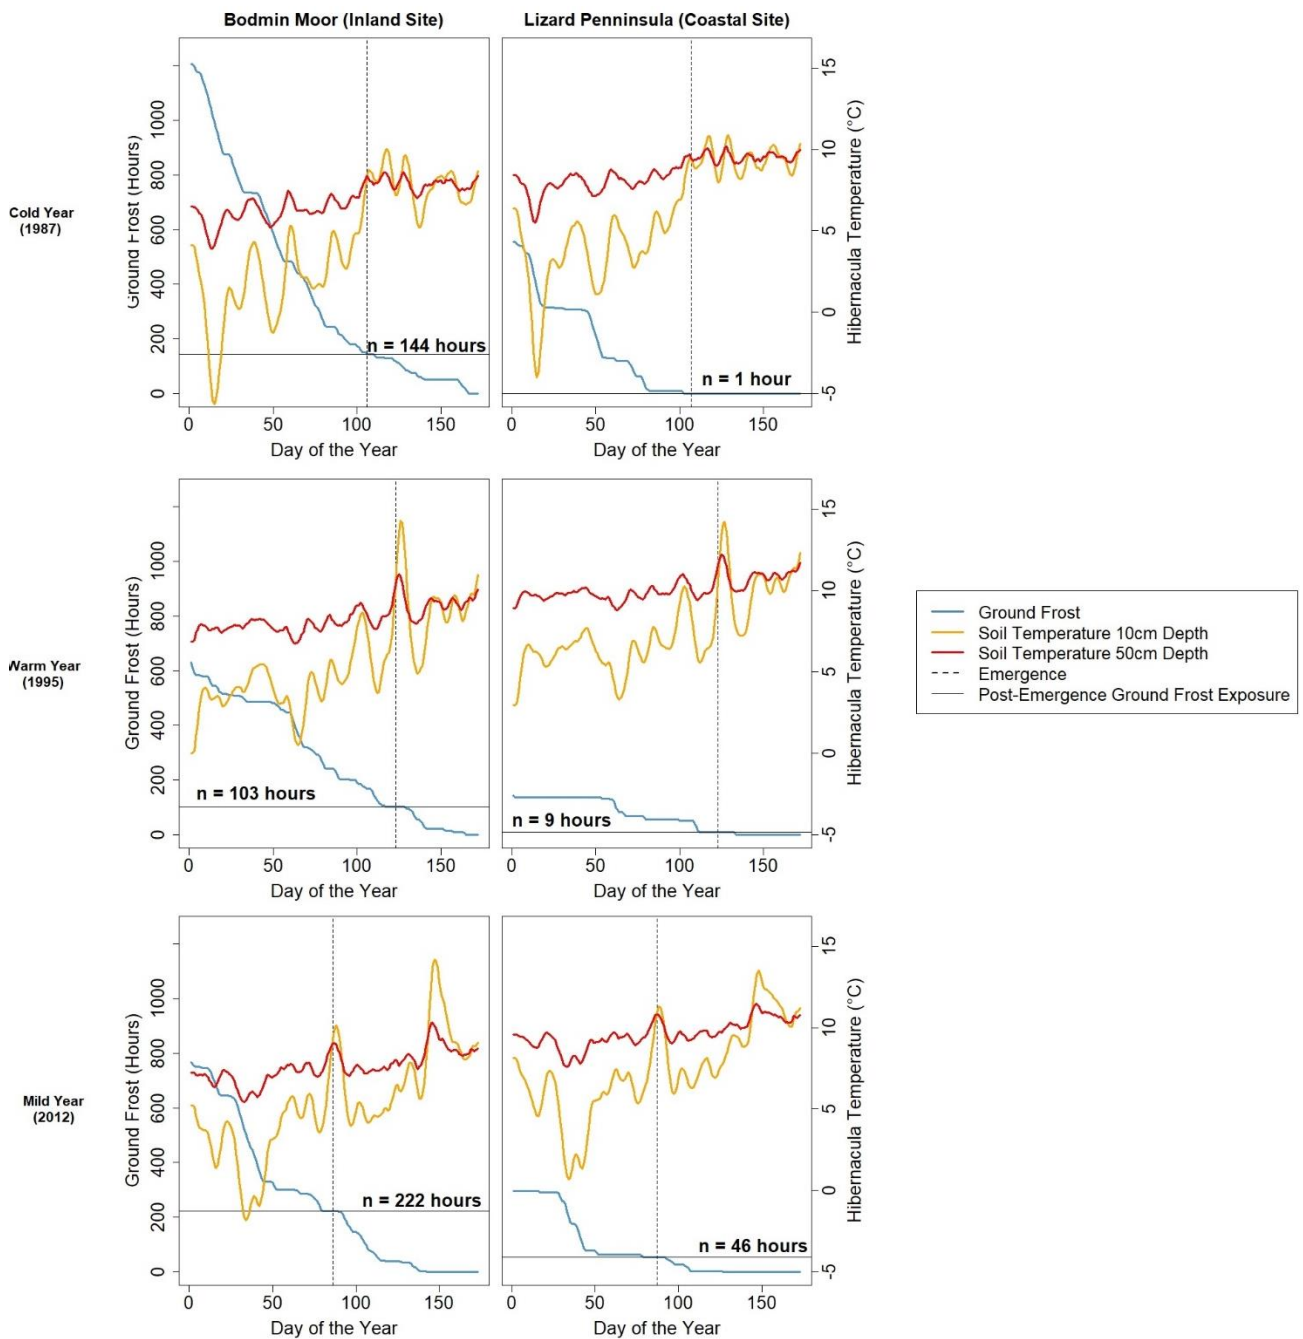 Bodmin Moor (Inland Site)
Lizard Penninsula (Coastal Site)
Cold Year
(1987)
Ground Frost (Hours)
0 200 400 600 800 1000
n = 144 hours
0 50 100 150
Day of the Year
n = 1 hour
0 50 100 150
Day of the Year
-5 0 5 10 15
Hibernacula Temperature (°C)
Warm Year
(1995)
Ground Frost (Hours)
0 200 400 600 800 1000
n = 103 hours
0 50 100 150
Day of the Year
n = 9 hours
0 50 100 150
Day of the Year
-5 0 5 10 15
Hibernacula Temperature (°C)
Ground Frost
Soil Temperature 10cm Depth
Soil Temperature 50cm Depth
Emergence
Post-Emergence Ground Frost Exposure
Mild Year
(2012)
Ground Frost (Hours)
0 200 400 600 800 1000
n = 222 hours
0 50 100 150
Day of the Year
n = 46 hours
0 50 100 150
Day of the Year
-5 0 5 10 15
Hibernacula Temperature (°C)